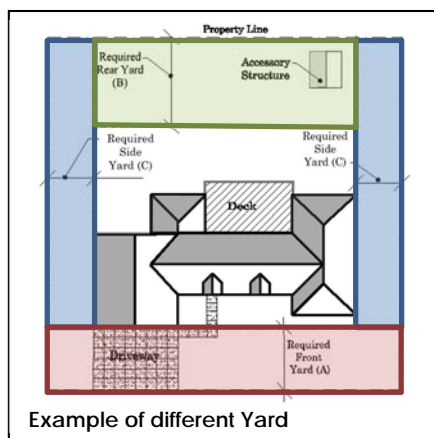 Property Line
Required
Rear Yard
(B)
Accessory
Structure
Required
Side
Yard (C)
Required
Side
Yard (C)
Deck
Driveway
Required
Front
Yard (A)
Example of different Yard